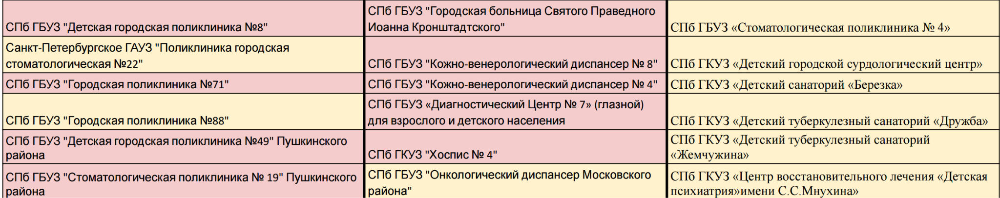 СПб ГБУЗ "Детская городская поликлиника №8"
СПб ГБУЗ "Городская больница Святого Праведного
Иоанна Кронштадтского"
СПб ГБУЗ «Стоматологическая поликлиника № 4»
Санкт-Петербургское ГАУЗ "Поликлиника городская
стоматологическая №22"
СПб ГБУЗ "Кожно-венерологический диспансер № 8"
СПб ГКУЗ «Детский городской сурдологический центр»
СПб ГБУЗ "Городская поликлиника №71"
СПб ГБУЗ "Кожно-венерологический диспансер № 4"
СПб ГКУЗ «Детский санаторий «Березка»
СПб ГБУЗ "Городская поликлиника №88"
СПб ГБУЗ «Диагностический Центр № 7» (глазной)
для взрослого и детского населения
СПб ГКУЗ «Детский туберкулезный санаторий «Дружба»
СПб ГБУЗ "Детская городская поликлиника №49" Пушкинского
района
СПб ГКУЗ "Хоспис № 4"
СПб ГКУЗ «Детский туберкулезный санаторий
«Жемчужина»
СПб ГБУЗ "Стоматологическая поликлиника № 19" Пушкинского
района
СПб ГБУЗ "Онкологический диспансер Московского
района"
СПб ГКУЗ «Центр восстановительного лечения «Детская
психиатрия»имени С.С.Мнухина»